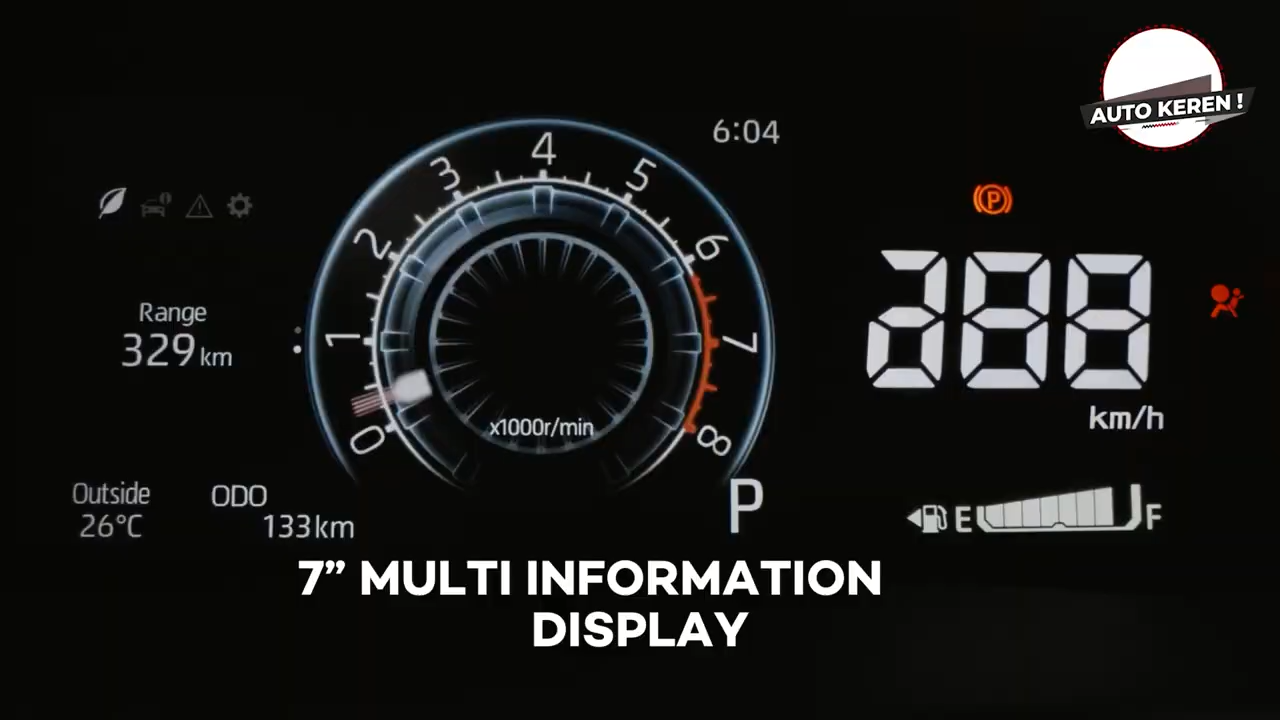 AUTO KEREN !
6:04
P
Range
329 km
0
1
2
3
4
5
6
7
8
x1000r/min
km/h
Outside
26°C
ODO
133 km
P
E
F
7” MULTI INFORMATION
DISPLAY